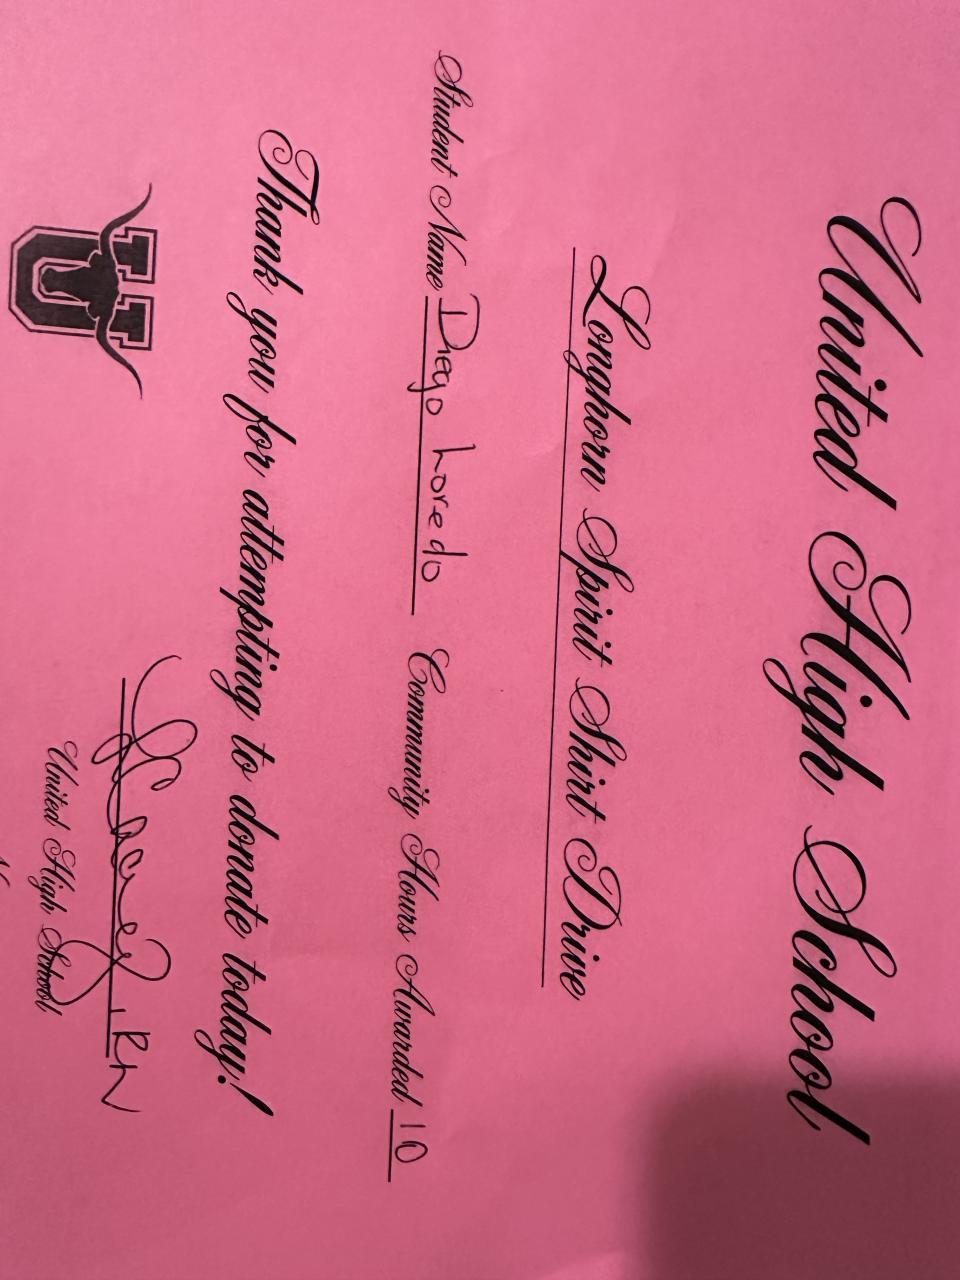 United High School
Longhorn Spirit Shirt Drive
Student Name Diego Loredo Community Hours Awarded 10
Thank you for attempting to donate today!
U
RN
United High School